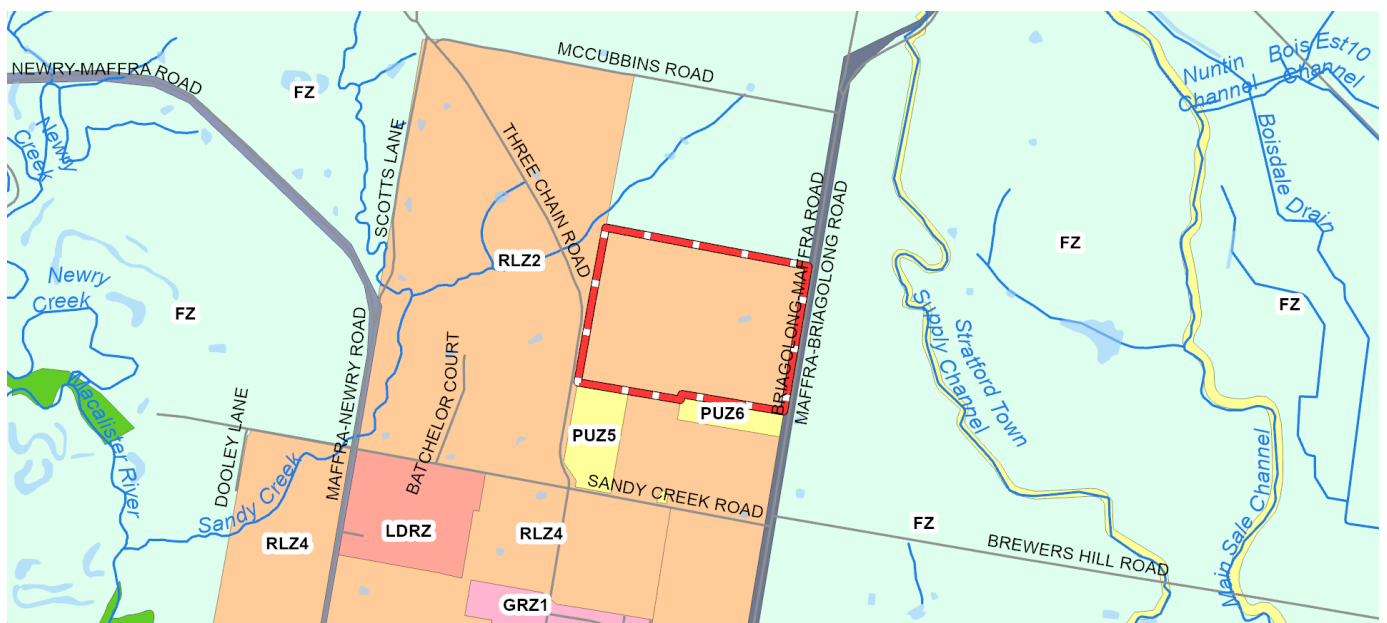 MCCUBBINS ROAD
NEWRY-MAFFRA ROAD
FZ
Nuntin
Channel
Bois Est10
Channel
Newry
Creek
SCOTTS LANE
THREE CHAIN ROAD
Boisdale Drain
RLZ2
BRIAGOLONG MAFFRA ROAD
MAFFRA-BRIAGOLONG ROAD
FZ
Newry
Creek
FZ
FZ
Stratford Town
Supply Channel
MAFFRA-NEWRY ROAD
BATCHELOR COURT
Macalister River
DOOLEY LANE
PUZ5
PUZ6
Main Sale Channel
Sandy Creek
SANDY CREEK ROAD
RLZ4
LDRZ
RLZ4
FZ
BREWERS HILL ROAD
GRZ1